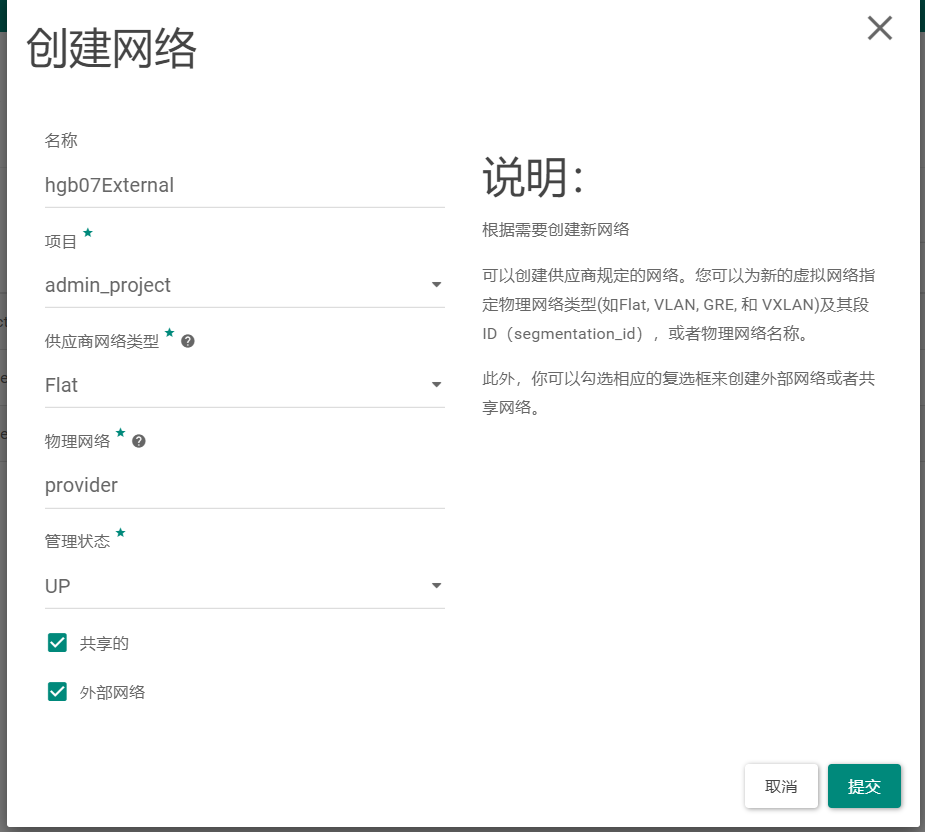 创建网络
名称
hgb07External
项目
admin_project
供应商网络类型
Flat
物理网络
provider
管理状态
UP
共享的
外部网络
说明：
根据需要创建新网络
可以创建供应商规定的网络。您可以为新的虚拟网络指
定物理网络类型(如Flat, VLAN, GRE, 和 VXLAN)及其段
ID（segmentation_id），或者物理网络名称。
此外，你可以勾选相应的复选框来创建外部网络或者共
享网络。
取消
提交